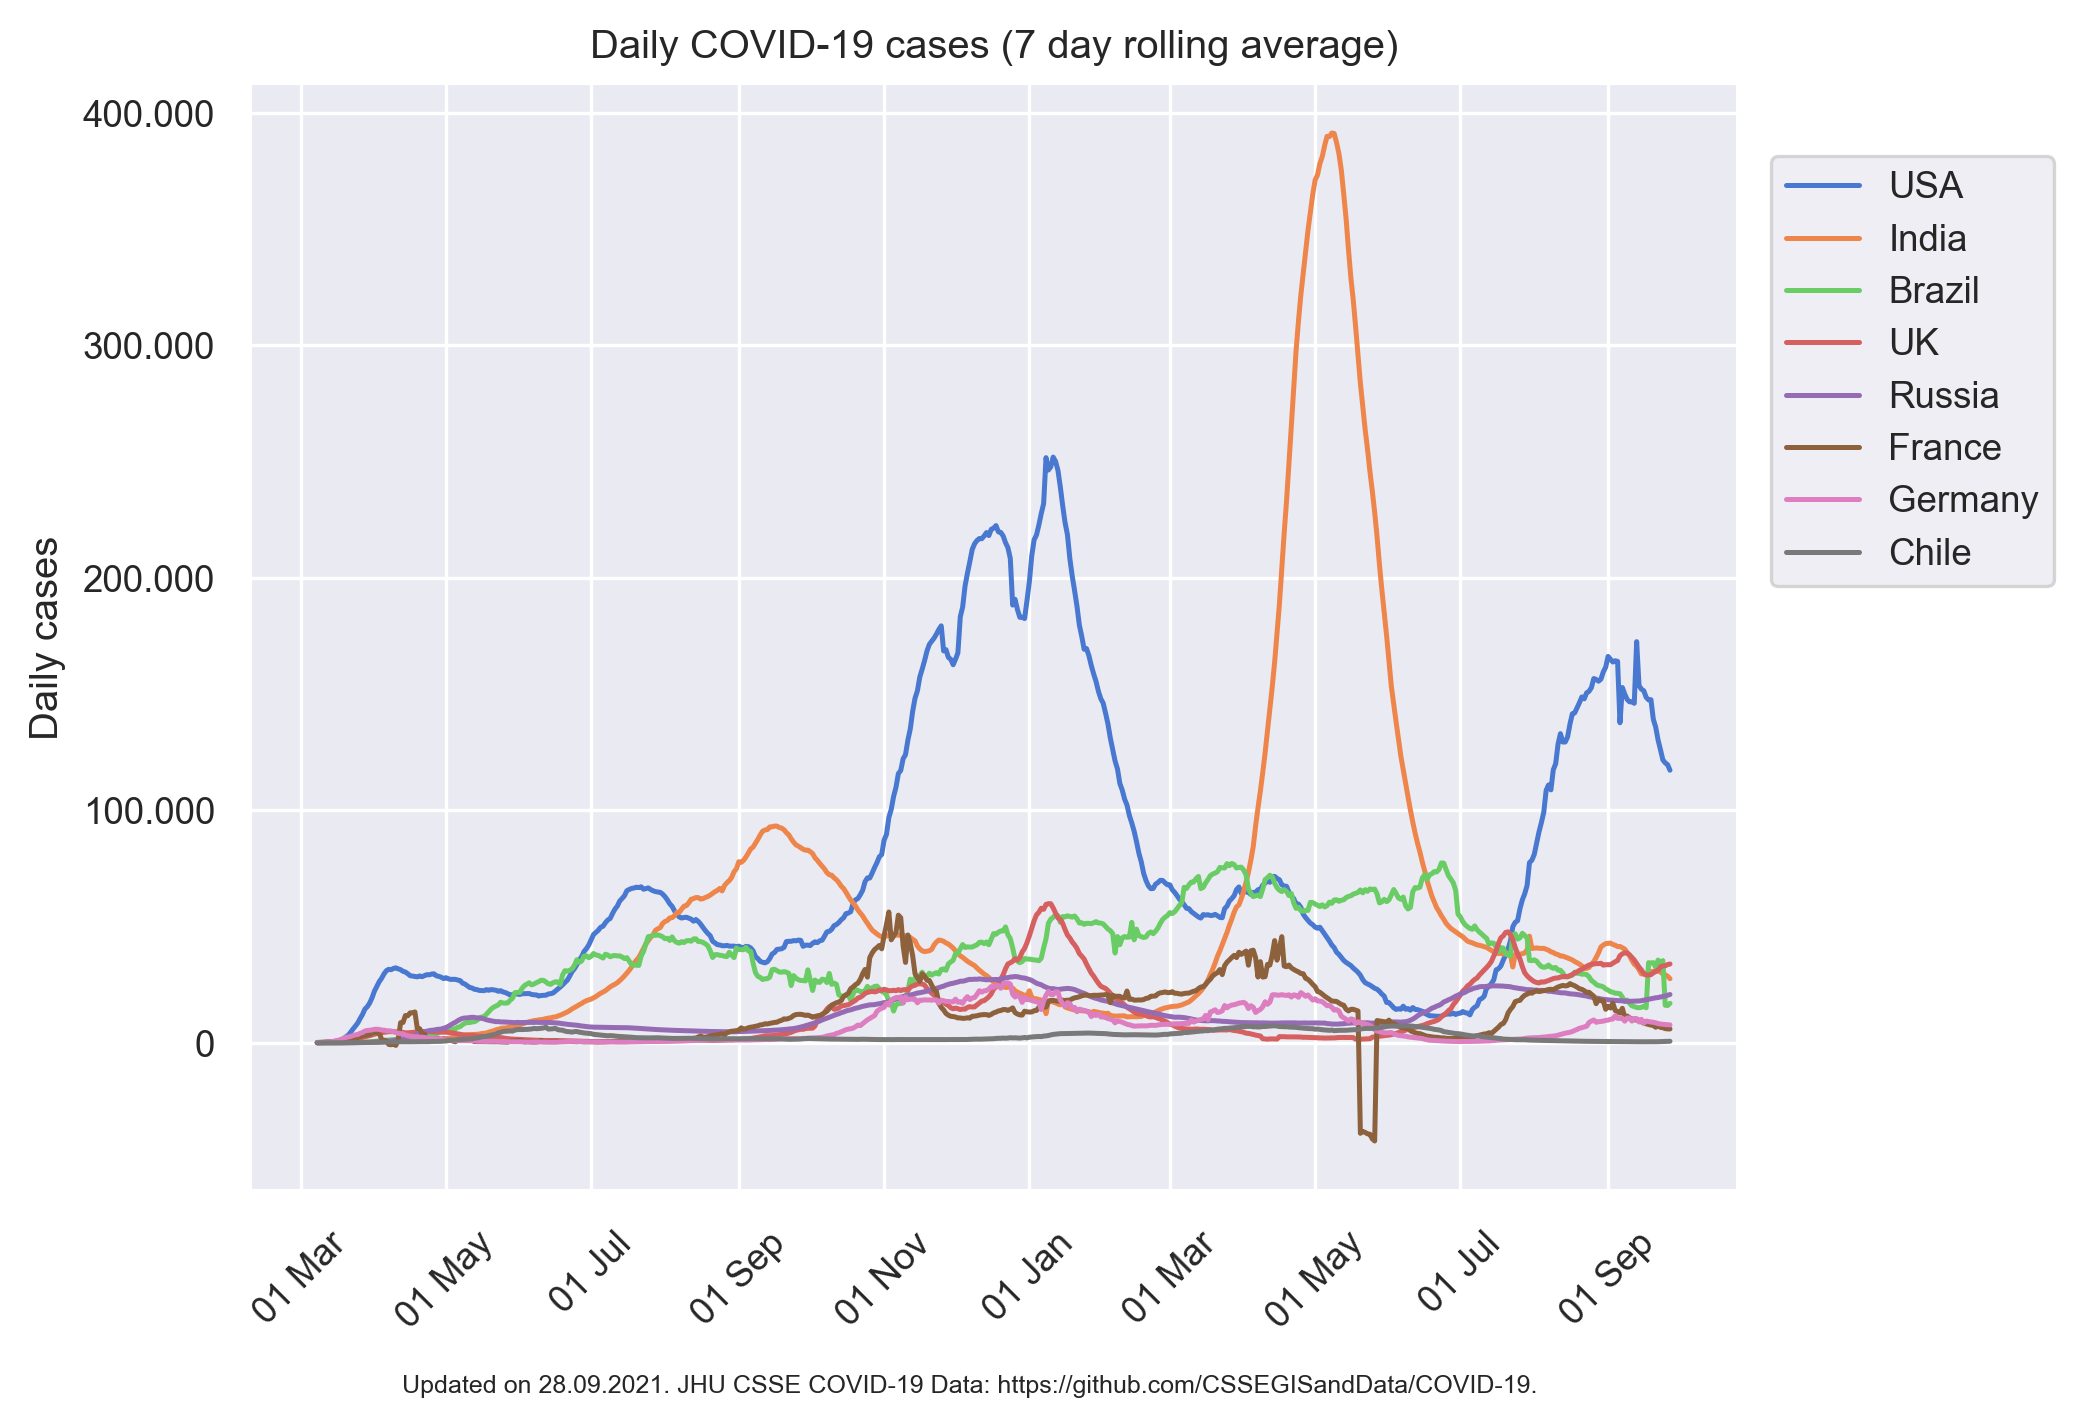 Daily COVID-19 cases (7 day rolling average)
400.000
300.000
200.000
100.000
0
Daily cases
USA
India
Brazil
UK
Russia
France
Germany
Chile
01 Mar
01 May
01 Jul
01 Sep
01 Nov
01 Jan
01 Mar
01 May
01 Jul
01 Sep
Updated on 28.09.2021. JHU CSSE COVID-19 Data: https://github.com/CSSEGISandData/COVID-19.